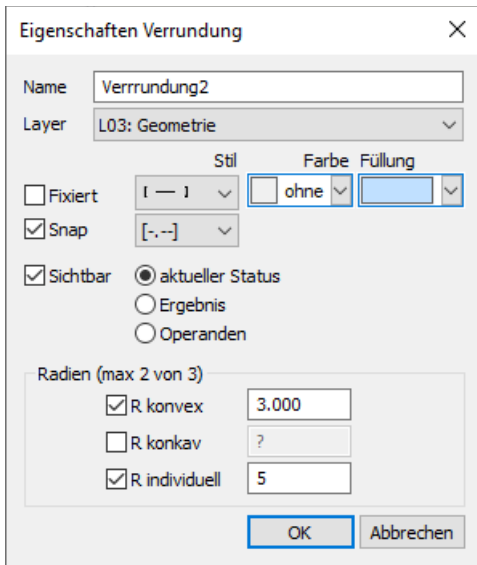 Eigenschaften Verrundung
Name Verrrundung2
Layer L03: Geometrie
Stil Farbe Füllung
Fixiert [ — ] ohne
Snap [-.--]
Sichtbar aktueller Status
Ergebnis
Operanden
Radien (max 2 von 3)
R konvex 3.000
R konkav ?
R individuell 5
OK Abbrechen